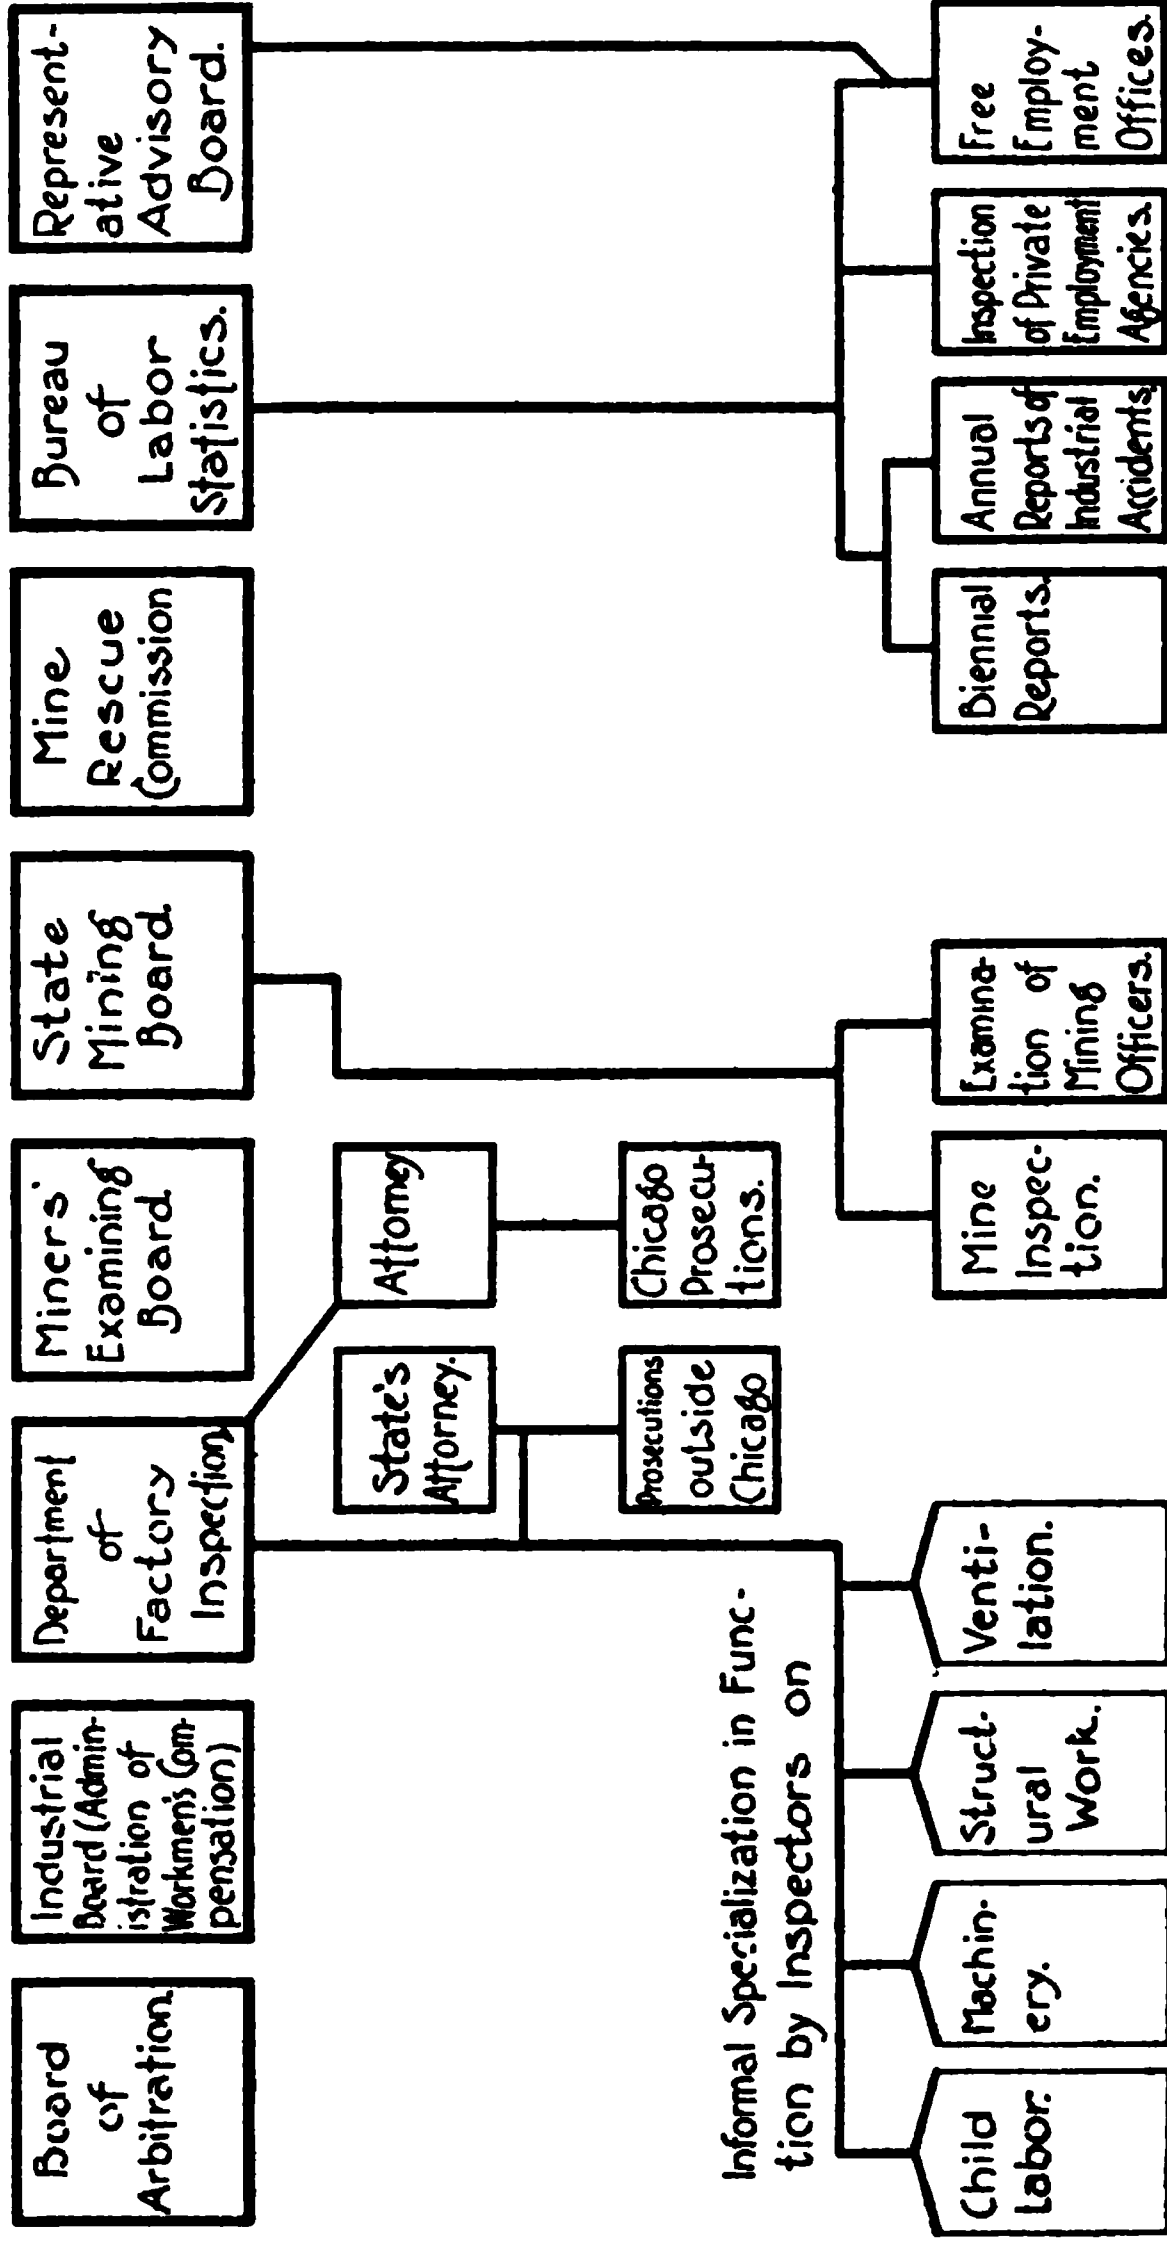 Board
of
Arbitration.
Industrial
Board (Admin-
istration of
Workmen's Com-
pensation)
Department
of
Factory
Inspection
Miners'
Examining
Board
State
Mining
Board.
Mine
Rescue
Commission
Bureau
of
Labor
Statistics.
Represent-
ative
Advisory
Board.
State's
Attorney.
Attorney
Prosecutions
outside
Chicago
Chicago
Prosecu-
tions.
Informal Specialization in Func-
tion by Inspectors on
Child
Labor.
Machin-
ery.
Struct-
ural
Work.
Venti-
lation.
Mine
Inspec-
tion.
Examina-
tion of
Mining
Officers.
Biennial
Reports.
Annual
Reports of
Industrial
Accidents.
Inspection
of Private
Employment
Agencies.
Free
Employ-
ment
Offices.